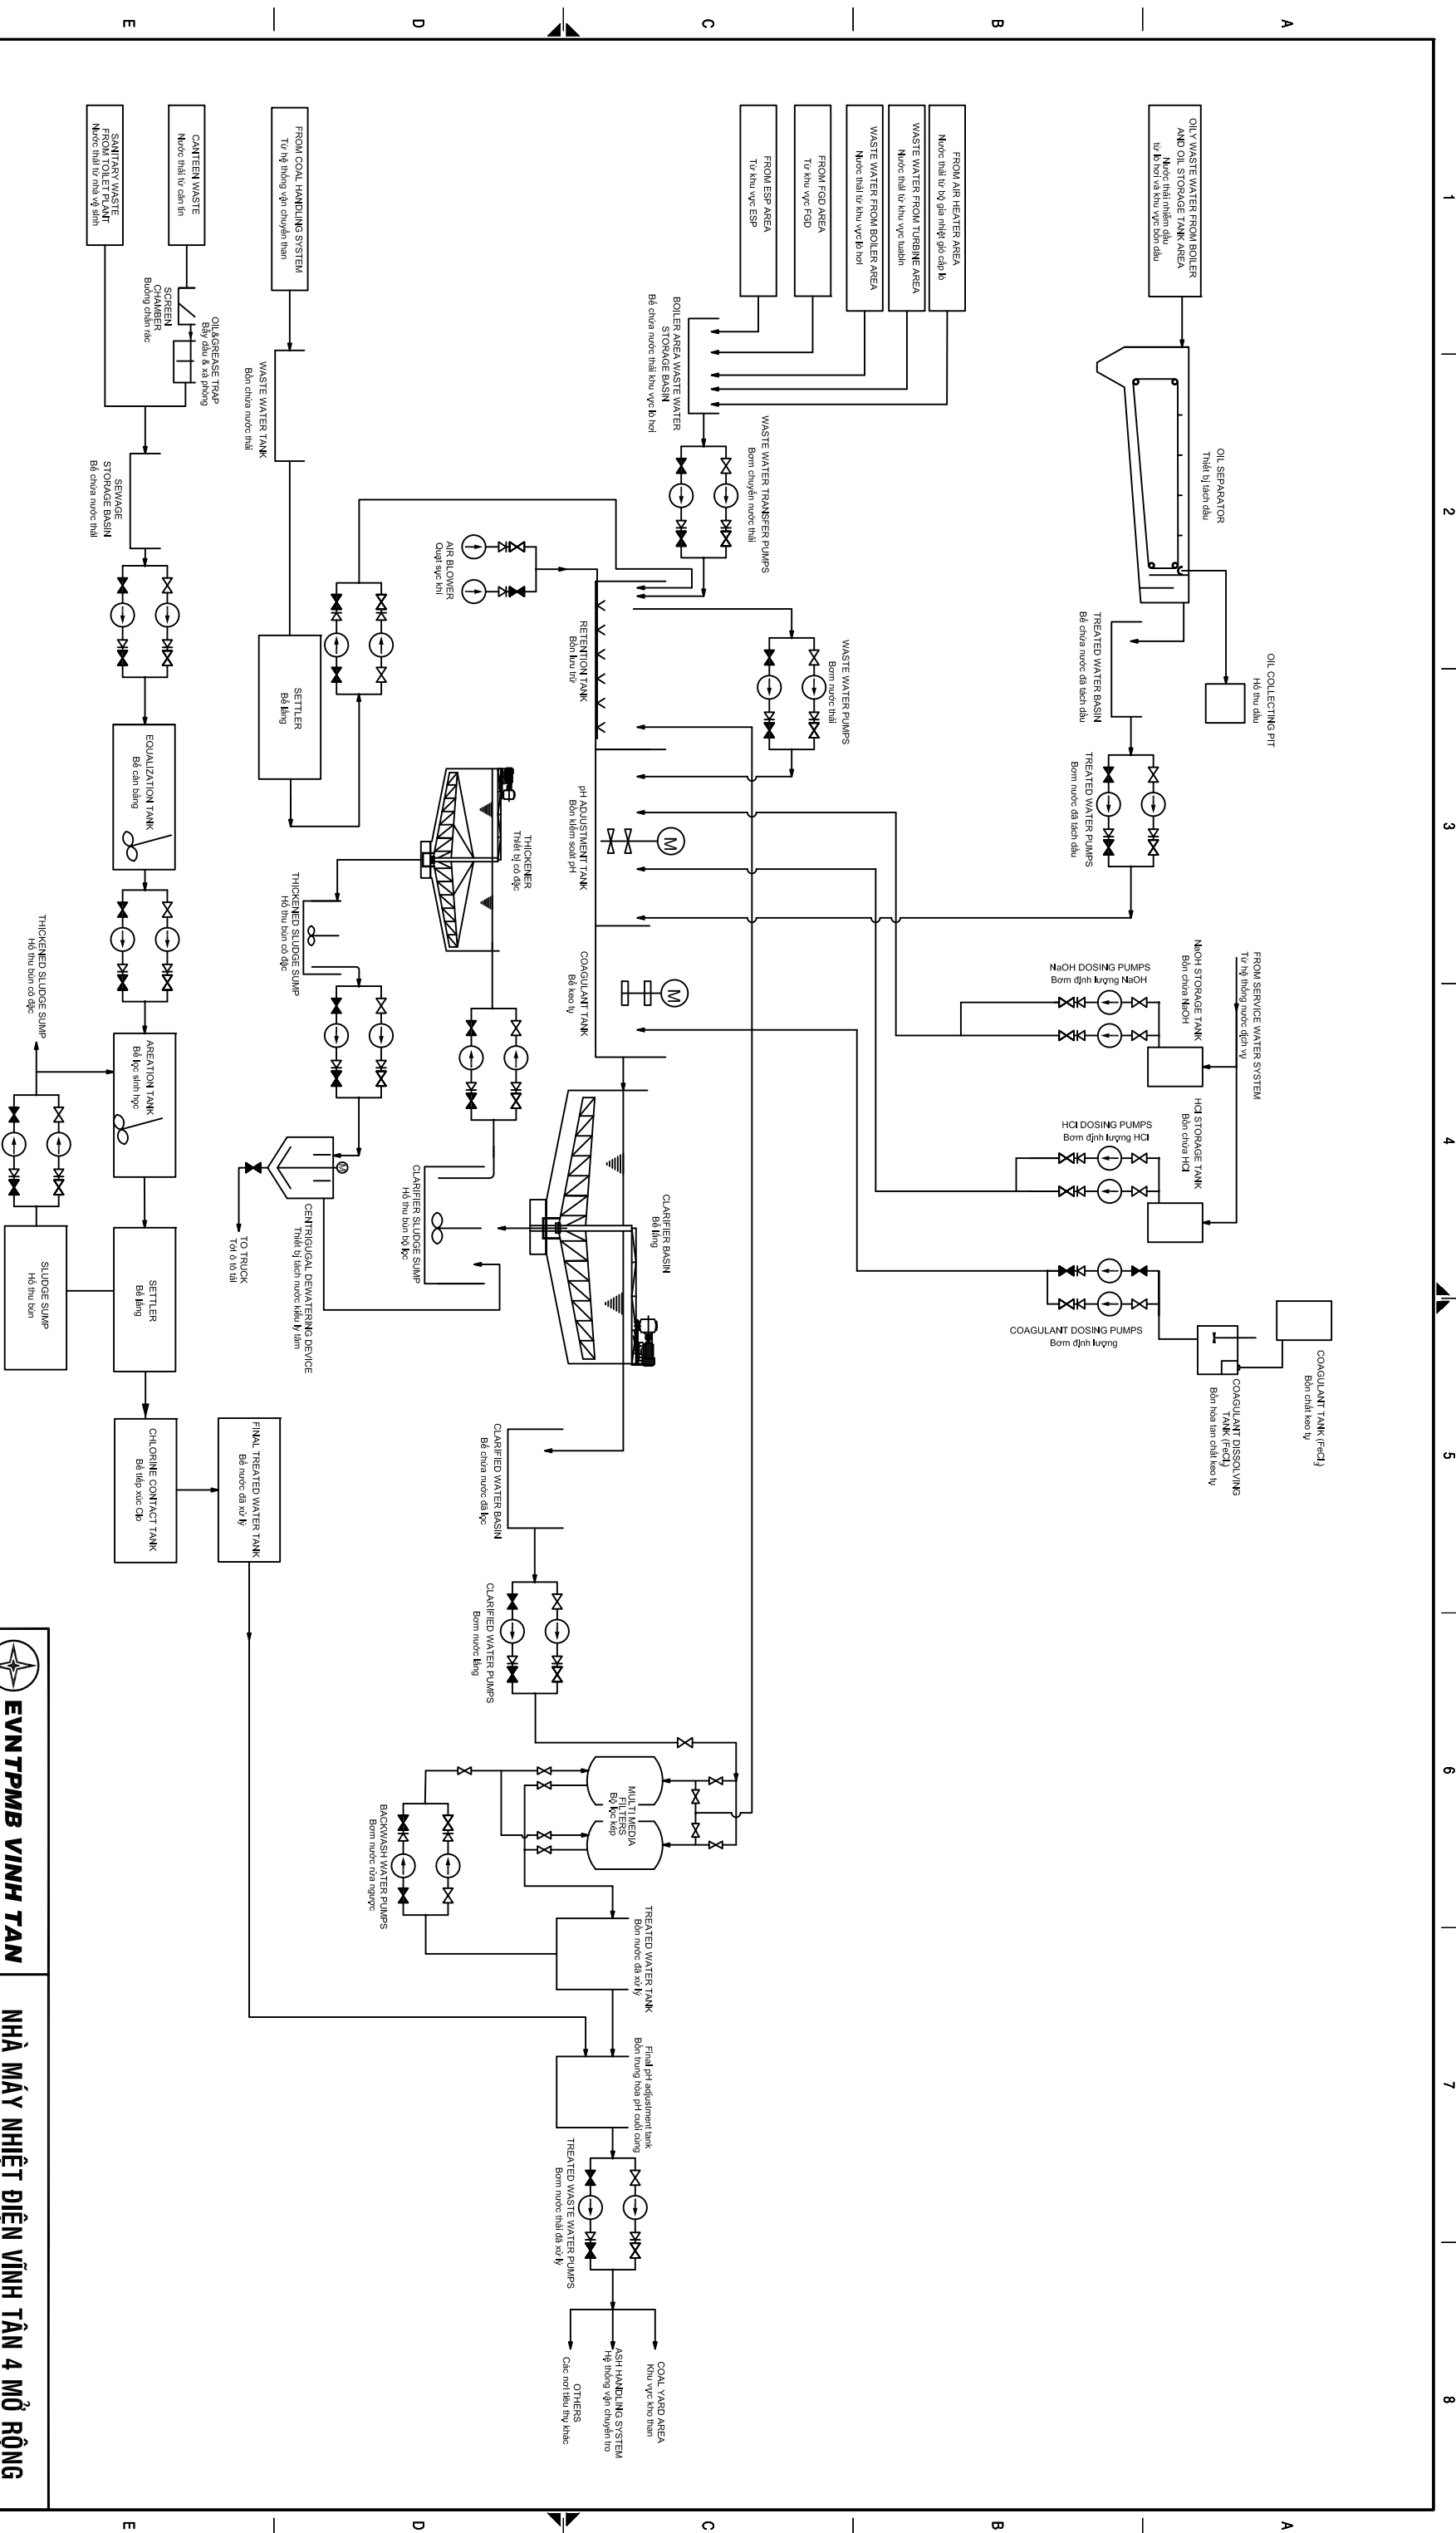 1
2
3
4
5
6
7
8
A
B
C
D
E
A
B
C
D
E
OILY WASTE WATER FROM BOILER
AND OIL STORAGE TANK AREA
Nước thải nhiễm dầu
từ lò hơi và khu vực bồn dầu
OIL SEPARATOR
Thiết bị tách dầu
OIL COLLECTING PIT
Hố thu dầu
TREATED WATER BASIN
Bể chứa nước đã tách dầu
TREATED WATER PUMPS
Bơm nước đã tách dầu
FROM SERVICE WATER SYSTEM
Từ hệ thống nước dịch vụ
NaOH STORAGE TANK
Bồn chứa NaOH
NaOH DOSING PUMPS
Bơm định lượng NaOH
HCl STORAGE TANK
Bồn chứa HCl
HCl DOSING PUMPS
Bơm định lượng HCl
COAGULANT TANK (FeCl3)
Bồn chất keo tụ
COAGULANT DISSOLVING
TANK (FeCl3)
Bồn hòa tan chất keo tụ
COAGULANT DOSING PUMPS
Bơm định lượng
FROM AIR HEATER AREA
Nước thải từ bộ gia nhiệt gió cấp lò
WASTE WATER FROM TURBINE AREA
Nước thải từ khu vực tuabin
WASTE WATER FROM BOILER AREA
Nước thải từ khu vực lò hơi
FROM FGD AREA
Từ khu vực FGD
FROM ESP AREA
Từ khu vực ESP
BOILER AREA WASTE WATER
STORAGE BASIN
Bể chứa nước thải khu vực lò hơi
WASTE WATER TRANSFER PUMPS
Bơm chuyển nước thải
WASTE WATER PUMPS
Bơm nước thải
AIR BLOWER
Quạt sục khí
RETENTION TANK
Bồn lưu trữ
pH ADJUSTMENT TANK
Bồn kiểm soát pH
M
COAGULANT TANK
Bể keo tụ
M
CLARIFIER BASIN
Bể lắng
CLARIFIER SLUDGE SUMP
Hố thu bùn bộ lọc
CLARIFIED WATER BASIN
Bể chứa nước đã lọc
CLARIFIED WATER PUMPS
Bơm nước lắng
MULTI MEDIA
FILTERS
Bộ lọc kép
BACKWASH WATER PUMPS
Bơm nước rửa ngược
TREATED WATER TANK
Bồn nước đã xử lý
Final pH adjustment tank
Bồn trung hòa pH cuối cùng
TREATED WASTE WATER PUMPS
Bơm nước thải đã xử lý
COAL YARD AREA
Khu vực kho than
ASH HANDLING SYSTEM
Hệ thống vận chuyển tro
OTHERS
Các nơi tiêu thụ khác
FROM COAL HANDLING SYSTEM
Từ hệ thống vận chuyển than
WASTE WATER TANK
Bồn chứa nước thải
SETTLER
Bể lắng
THICKENER
Thiết bị cô đặc
THICKENED SLUDGE SUMP
Hố thu bùn cô đặc
M
CENTRIGUGAL DEWATERING DEVICE
Thiết bị tách nước kiểu ly tâm
TO TRUCK
Tới ô tô tải
CANTEEN WASTE
Nước thải từ căn tin
SANITARY WASTE
FROM TOILET PLANT
Nước thải từ nhà vệ sinh
SCREEN
CHAMBER
Buồng chắn rác
OIL&GREASE TRAP
Bẫy dầu & xà phòng
SEWAGE
STORAGE BASIN
Bể chứa nước thải
EQUALIZATION TANK
Bể cân bằng
AREATION TANK
Bể lọc sinh học
THICKENED SLUDGE SUMP
Hố thu bùn cô đặc
SETTLER
Bể lắng
SLUDGE SUMP
Hố thu bùn
CHLORINE CONTACT TANK
Bể tiếp xúc Clo
FINAL TREATED WATER TANK
Bể nước đã xử lý
EVNTPMB VINH TAN
NHÀ MÁY NHIỆT ĐIỆN VĨNH TÂN 4 MỞ RỘNG